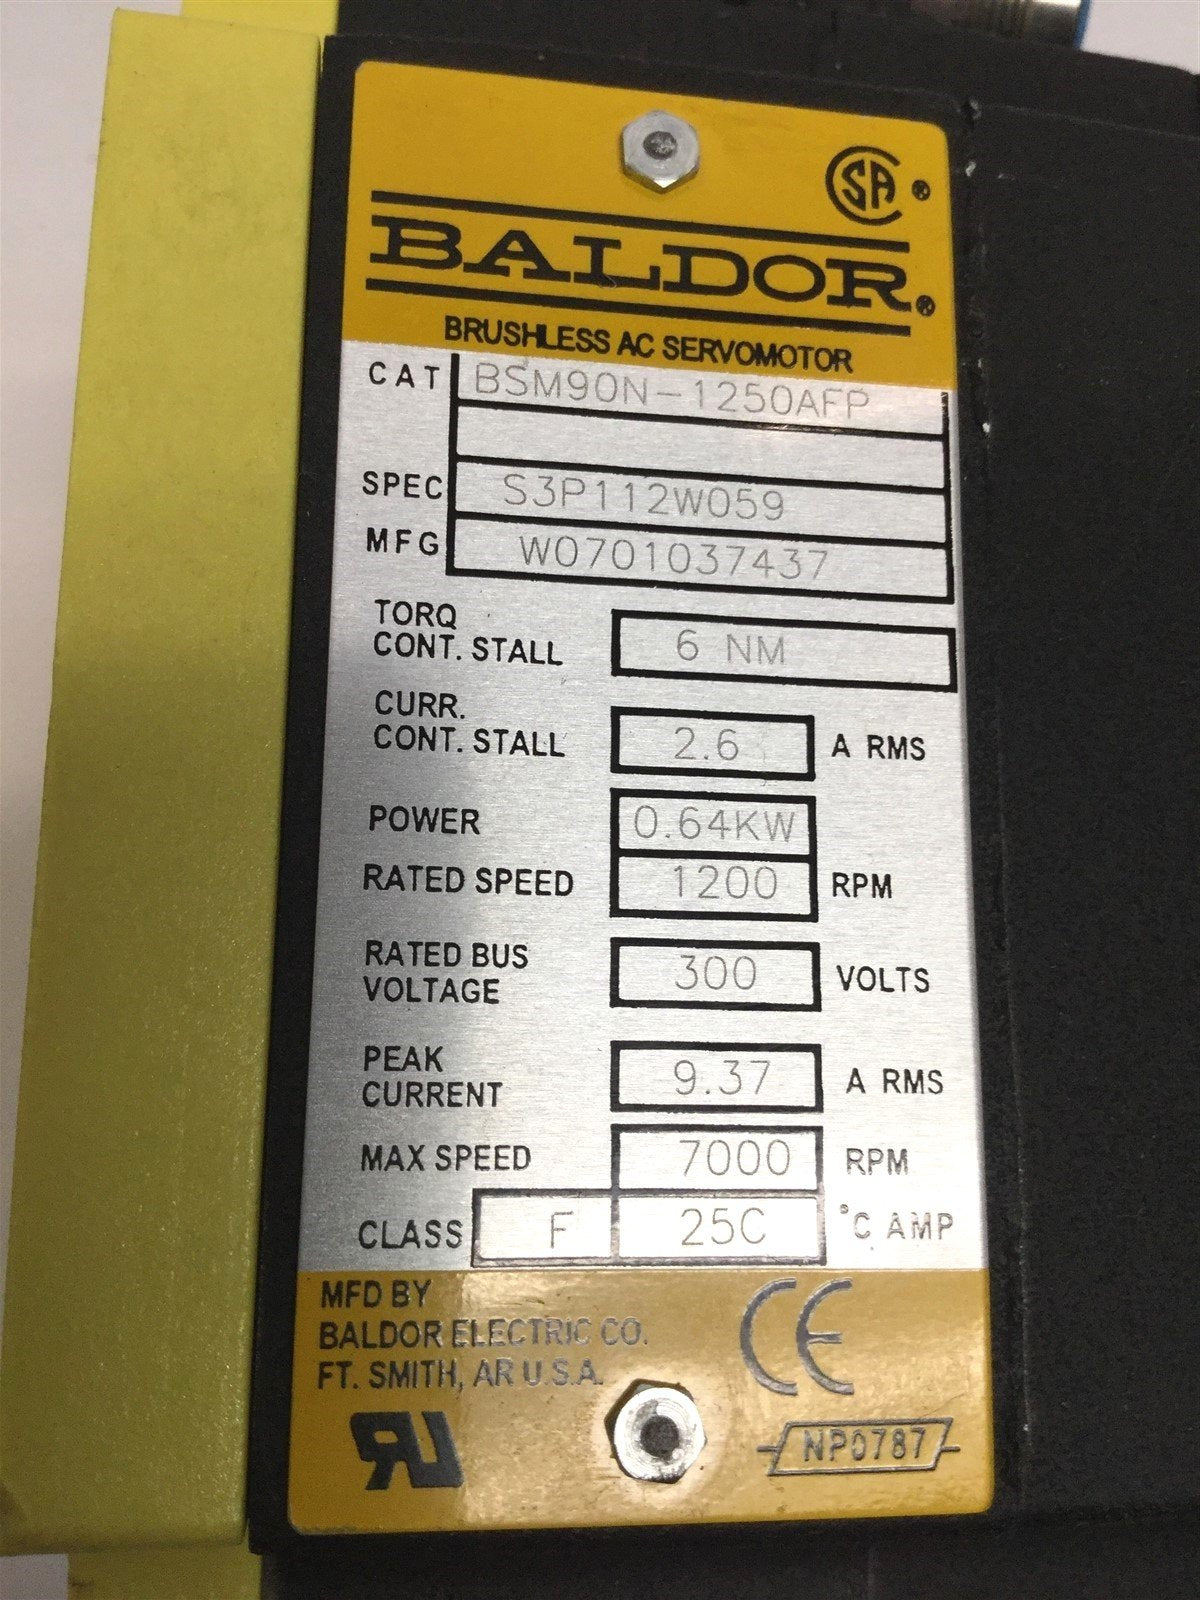 CSA®
BALDOR®
BRUSHLESS AC SERVOMOTOR
CAT BSM90N-1250AFP
SPEC S3P112W059
MFG W0701037437
TORQ
CONT. STALL 6 NM
CURR.
CONT. STALL 2.6 A RMS
POWER 0.64KW
RATED SPEED 1200 RPM
RATED BUS
VOLTAGE 300 VOLTS
PEAK
CURRENT 9.37 A RMS
MAX SPEED 7000 RPM
CLASS F 25C °C AMP
MFD BY
BALDOR ELECTRIC CO.
FT. SMITH, AR U.S.A.
CE
RU
NP0787